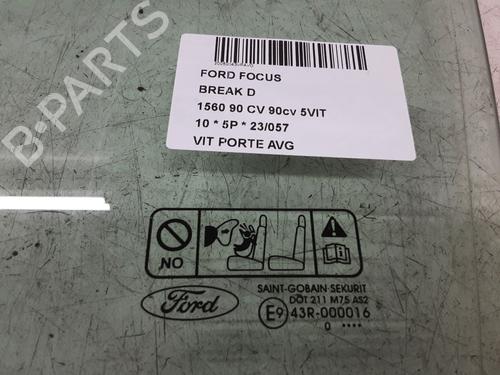 B-PARTS
FORD FOCUS
BREAK D
1560 90 CV 90cv 5VIT
10 * 5P * 23/057
VIT PORTE AVG
NO
Ford
SAINT-GOBAIN SEKURIT
DOT 211 M75 AS2
E9 43R-000016
0 ••••